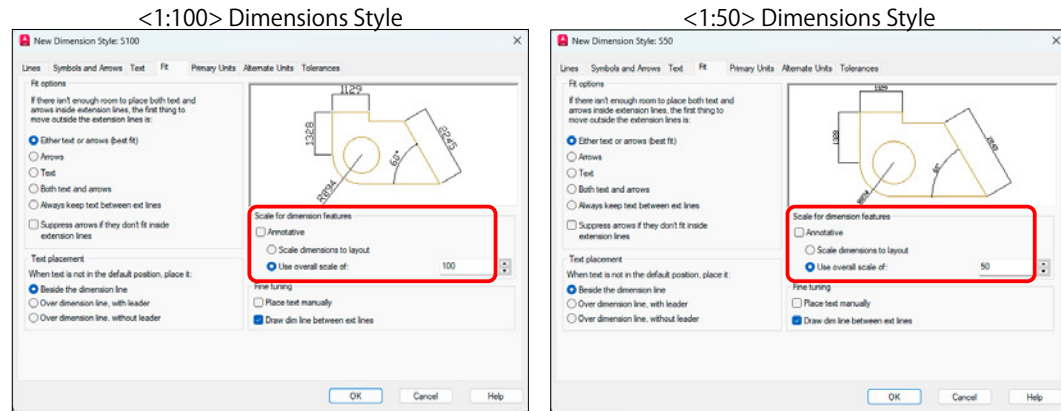 <1:100> Dimensions Style
New Dimension Style: S100
Lines Symbols and Arrows Text Fit Primary Units Alternate Units Tolerances
Fit options
If there isn't enough room to place both text and
arrows inside extension lines, the first thing to
move outside the extension lines is:
Either text or arrows (best fit)
Arrows
Text
Both text and arrows
Always keep text between ext lines
Suppress arrows if they don't fit inside
extension lines
Text placement
When text is not in the default position, place it:
Beside the dimension line
Over dimension line, with leader
Over dimension line, without leader
1129
1328
2245
60°
R894
Scale for dimension features
Annotative
Scale dimensions to layout
Use overall scale of: 100
Fine tuning
Place text manually
Draw dim line between ext lines
OK Cancel Help
<1:50> Dimensions Style
New Dimension Style: S50
Lines Symbols and Arrows Text Fit Primary Units Alternate Units Tolerances
Fit options
If there isn't enough room to place both text and
arrows inside extension lines, the first thing to
move outside the extension lines is:
Either text or arrows (best fit)
Arrows
Text
Both text and arrows
Always keep text between ext lines
Suppress arrows if they don't fit inside
extension lines
Text placement
When text is not in the default position, place it:
Beside the dimension line
Over dimension line, with leader
Over dimension line, without leader
1129
1328
2245
60°
R894
Scale for dimension features
Annotative
Scale dimensions to layout
Use overall scale of: 50
Fine tuning
Place text manually
Draw dim line between ext lines
OK Cancel Help